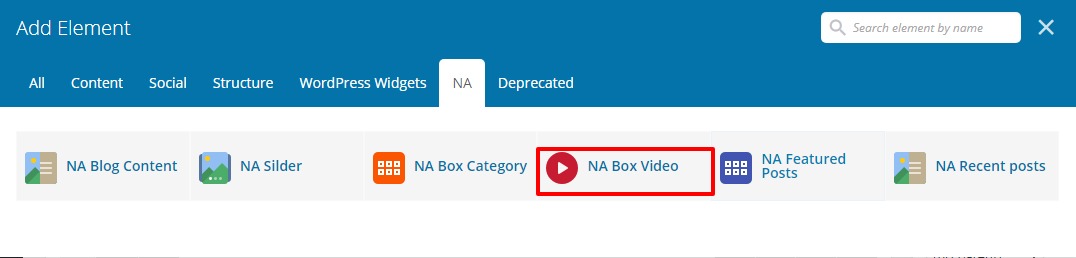 Add Element
Search element by name
All Content Social Structure WordPress Widgets NA Deprecated
NA Blog Content NA Silder NA Box Category NA Box Video NA Featured Posts NA Recent posts